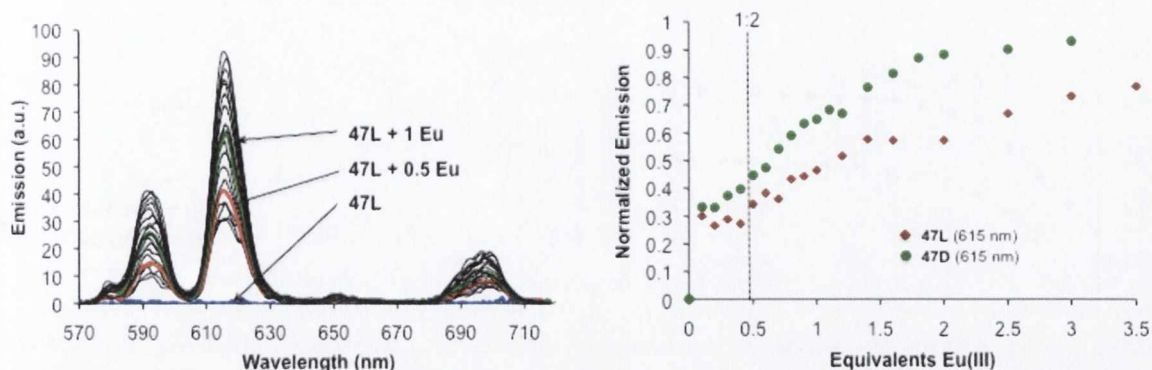 100
90
80
70
60
50
40
30
20
10
0
Emission (a.u.)
47L + 1 Eu
47L + 0.5 Eu
47L
570 590 610 630 650 670 690 710
Wavelength (nm)
1:2
1
0.9
0.8
0.7
0.6
0.5
0.4
0.3
0.2
0.1
0
Normalized Emission
47L (615 nm)
47D (615 nm)
0 0.5 1 1.5 2 2.5 3 3.5
Equivalents Eu(III)